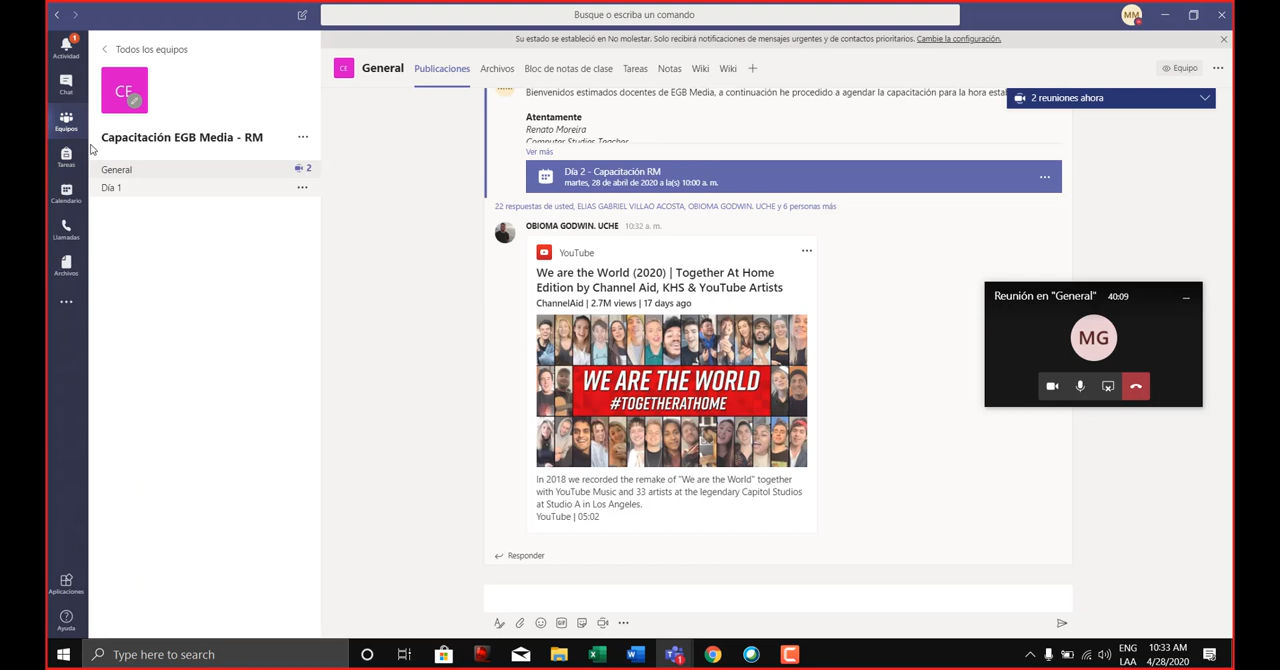 Busque o escriba un comando
MM
Su estado se estableció en No molestar. Solo recibirá notificaciones de mensajes urgentes y de contactos prioritarios. Cambie la configuración.
1
Actividad
Chat
Equipos
Tareas
Calendario
Llamadas
Archivos
Aplicaciones
Ayuda
Todos los equipos
CE
Capacitación EGB Media - RM
General
2
Día 1
CE
General
Publicaciones
Archivos
Bloc de notas de clase
Tareas
Notas
Wiki
Wiki
Equipo
2 reuniones ahora
Bienvenidos estimados docentes de EGB Media, a continuación he procedido a agendar la capacitación para la hora
Atentamente
Renato Moreira
Computer Studies Teacher
Ver más
Día 2 - Capacitación RM
martes, 28 de abril de 2020 a la(s) 10:00 a. m.
22 respuestas de usted, ELIAS GABRIEL VILLAO ACOSTA, OBIOMA GODWIN. UCHE y 6 personas más
OBIOMA GODWIN. UCHE 10:32 a. m.
YouTube
We are the World (2020) | Together At Home
Edition by Channel Aid, KHS & YouTube Artists
ChannelAid | 2.7M views | 17 days ago
WE ARE THE WORLD
#TOGETHERATHOME
In 2018 we recorded the remake of "We are the World" together
with YouTube Music and 33 artists at the legendary Capitol Studios
at Studio A in Los Angeles.
YouTube | 05:02
Responder
GIF
Reunión en "General" 40:09
MG
Type here to search
ENG
LAA
10:33 AM
4/28/2020